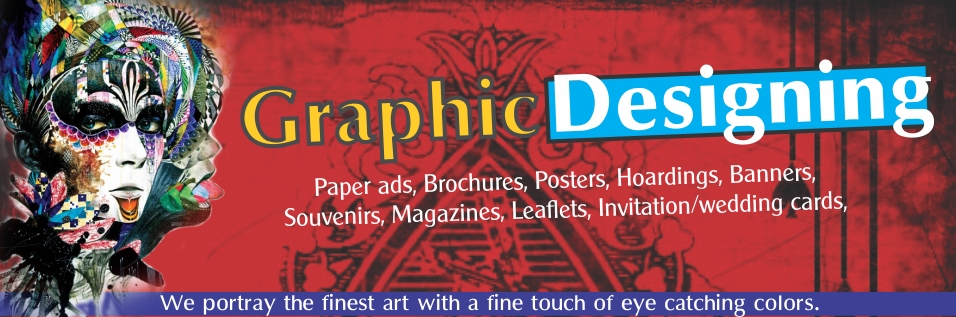 Graphic Designing
Paper ads, Brochures, Posters, Hoardings, Banners,
Souvenirs, Magazines, Leaflets, Invitation/wedding cards,
We portray the finest art with a fine touch of eye catching colors.